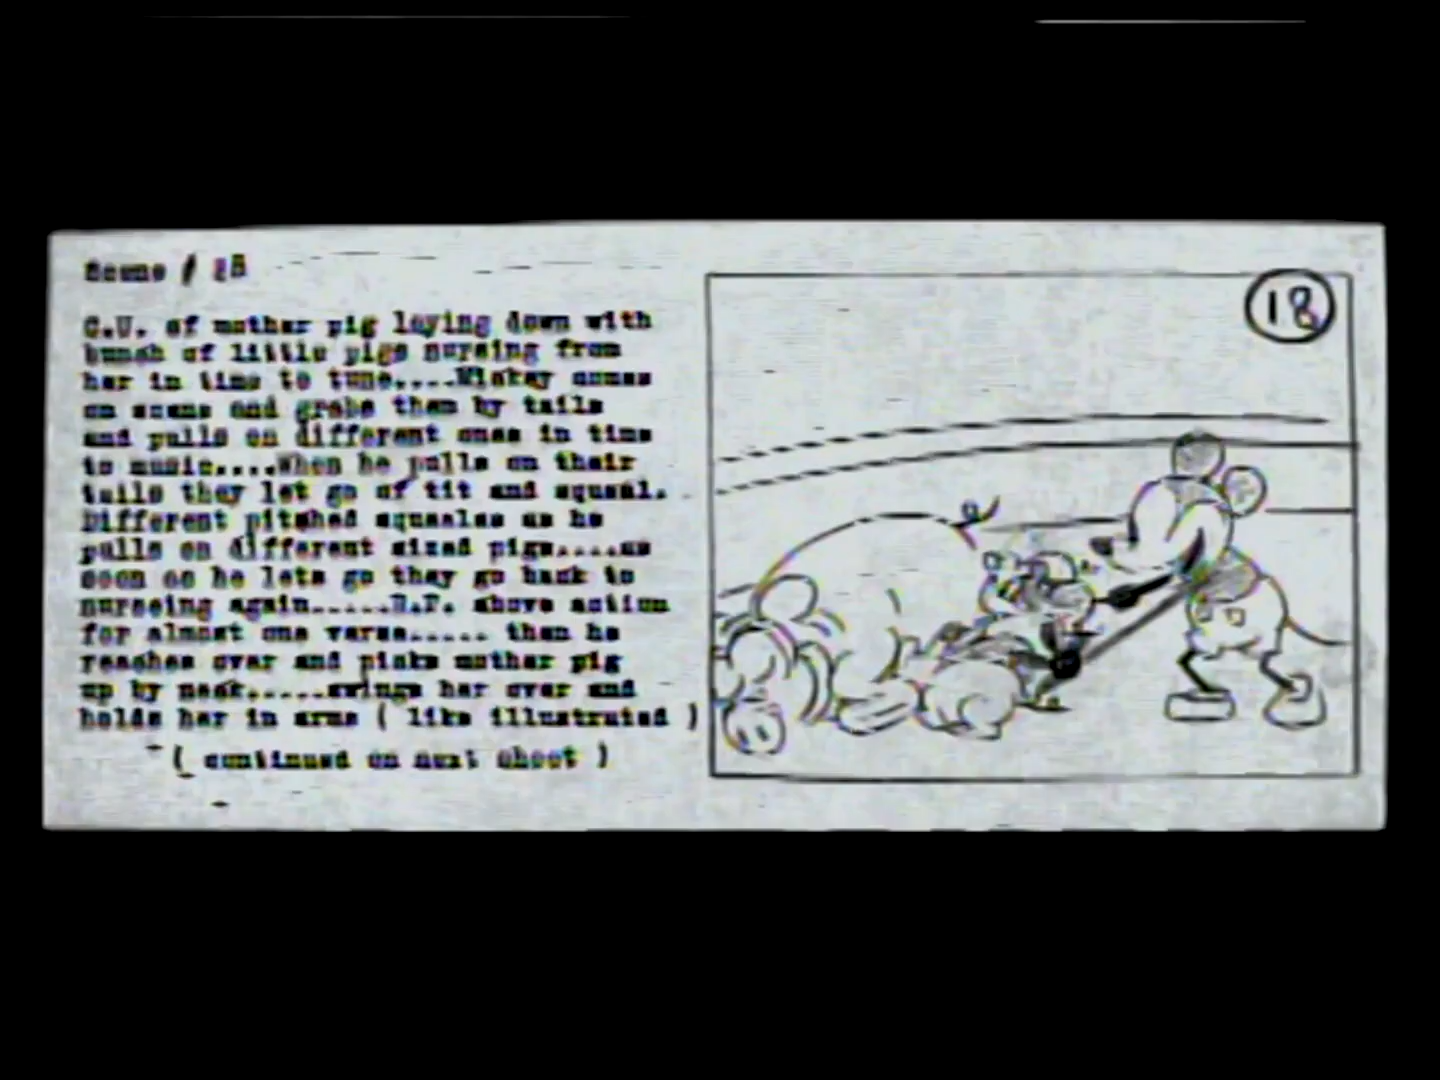 Scene # 18
C.U. of mother pig laying down with
bunch of little pigs nurseing from
her in time to tune....Mickey comes
on scene and grabs them by tails
and pulls on different ones in time
to music....When he pulls on their
tails they let go of tit and squeal.
Different pitched squeales as he
pulls on different sized pigs....as
soon as he lets go they go back to
nurseing again..... above action
for almost one verse..... then he
reaches over and picks mother pig
up by neck.....swings her over and
holds her in arms ( like illustrated )
( continued on next sheet )
18